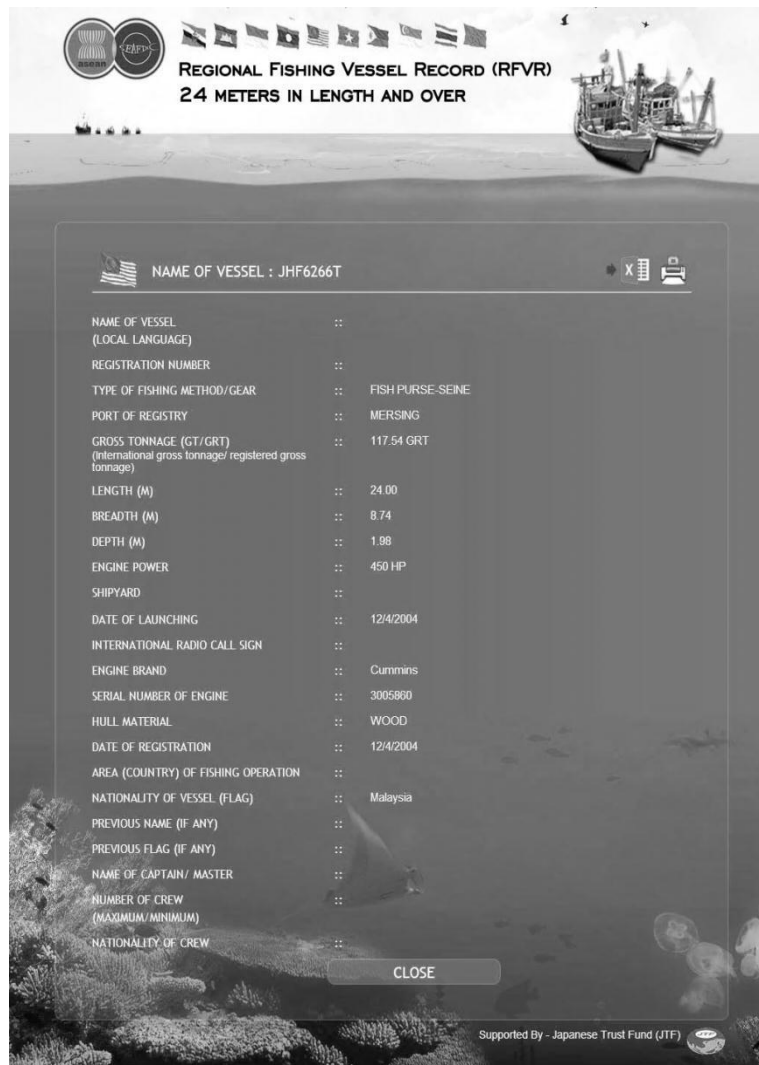 asean
REGIONAL FISHING VESSEL RECORD (RFVR)
24 METERS IN LENGTH AND OVER
NAME OF VESSEL : JHF6266T
NAME OF VESSEL ::
(LOCAL LANGUAGE)
REGISTRATION NUMBER ::
TYPE OF FISHING METHOD/GEAR :: FISH PURSE-SEINE
PORT OF REGISTRY :: MERSING
GROSS TONNAGE (GT/GRT) :: 117.54 GRT
(International gross tonnage/ registered gross
tonnage)
LENGTH (M) :: 24.00
BREADTH (M) :: 8.74
DEPTH (M) :: 1.98
ENGINE POWER :: 450 HP
SHIPYARD ::
DATE OF LAUNCHING :: 12/4/2004
INTERNATIONAL RADIO CALL SIGN ::
ENGINE BRAND :: Cummins
SERIAL NUMBER OF ENGINE :: 3005860
HULL MATERIAL :: WOOD
DATE OF REGISTRATION :: 12/4/2004
AREA (COUNTRY) OF FISHING OPERATION ::
NATIONALITY OF VESSEL (FLAG) :: Malaysia
PREVIOUS NAME (IF ANY) ::
PREVIOUS FLAG (IF ANY) ::
NAME OF CAPTAIN/ MASTER ::
NUMBER OF CREW ::
(MAXIMUM/MINIMUM)
NATIONALITY OF CREW ::
CLOSE
Supported By - Japanese Trust Fund (JTF)